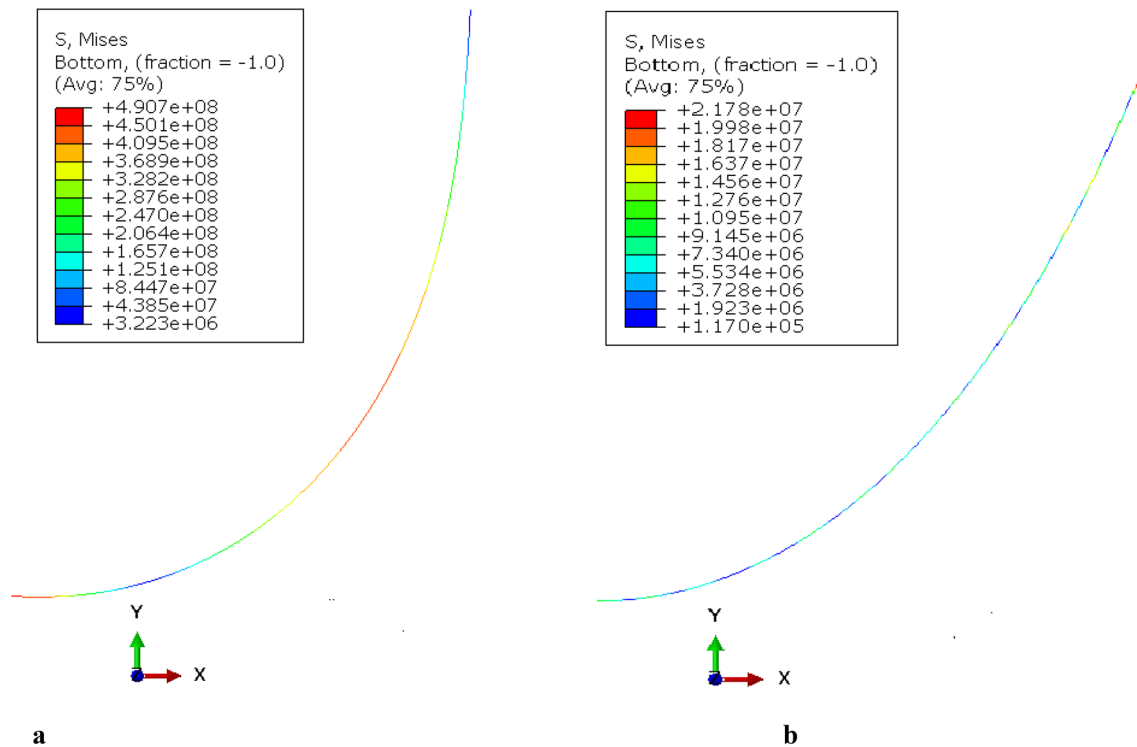 S, Mises
Bottom, (fraction = -1.0)
(Avg: 75%)
+4.907e+08
+4.501e+08
+4.095e+08
+3.689e+08
+3.282e+08
+2.876e+08
+2.470e+08
+2.064e+08
+1.657e+08
+1.251e+08
+8.447e+07
+4.385e+07
+3.223e+06
Y
X
Z
a
S, Mises
Bottom, (fraction = -1.0)
(Avg: 75%)
+2.178e+07
+1.998e+07
+1.817e+07
+1.637e+07
+1.456e+07
+1.276e+07
+1.095e+07
+9.145e+06
+7.340e+06
+5.534e+06
+3.728e+06
+1.923e+06
+1.170e+05
Y
X
Z
b